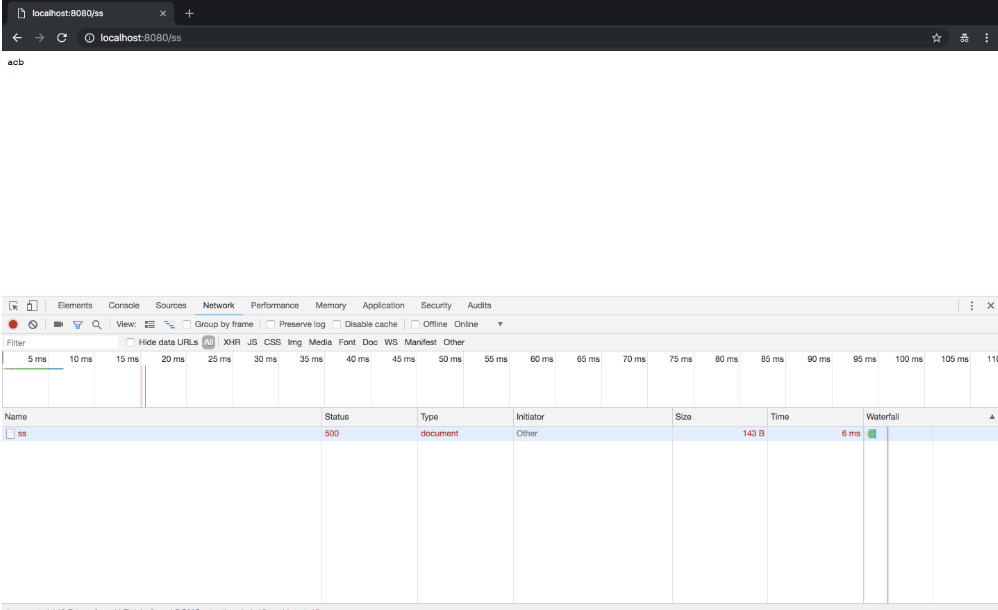 localhost:8080/ss
localhost:8080/ss
acb
Elements Console Sources Network Performance Memory Application Security Audits
View: Group by frame Preserve log Disable cache Offline Online
Filter Hide data URLs All XHR JS CSS Img Media Font Doc WS Manifest Other
5 ms 10 ms 15 ms 20 ms 25 ms 30 ms 35 ms 40 ms 45 ms 50 ms 55 ms 60 ms 65 ms 70 ms 75 ms 80 ms 85 ms 90 ms 95 ms 100 ms 105 ms 110
Name Status Type Initiator Size Time Waterfall
ss 500 document Other 143 B 6 ms